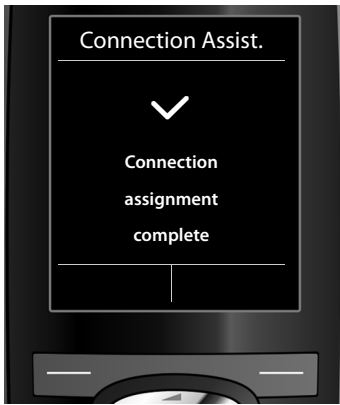 Connection Assist.
Connection
assignment
complete